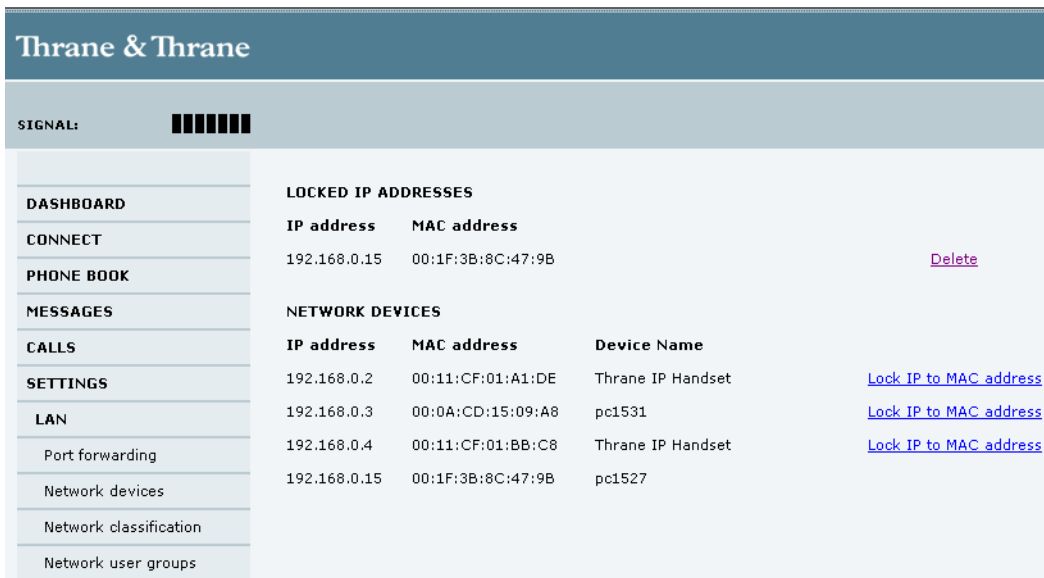 Thrane & Thrane
SIGNAL:
DASHBOARD
CONNECT
PHONE BOOK
MESSAGES
CALLS
SETTINGS
LAN
Port forwarding
Network devices
Network classification
Network user groups
LOCKED IP ADDRESSES
IP address MAC address
192.168.0.15 00:1F:3B:8C:47:9B Delete
NETWORK DEVICES
IP address MAC address Device Name
192.168.0.2 00:11:CF:01:A1:DE Thrane IP Handset Lock IP to MAC address
192.168.0.3 00:0A:CD:15:09:A8 pc1531 Lock IP to MAC address
192.168.0.4 00:11:CF:01:BB:C8 Thrane IP Handset Lock IP to MAC address
192.168.0.15 00:1F:3B:8C:47:9B pc1527